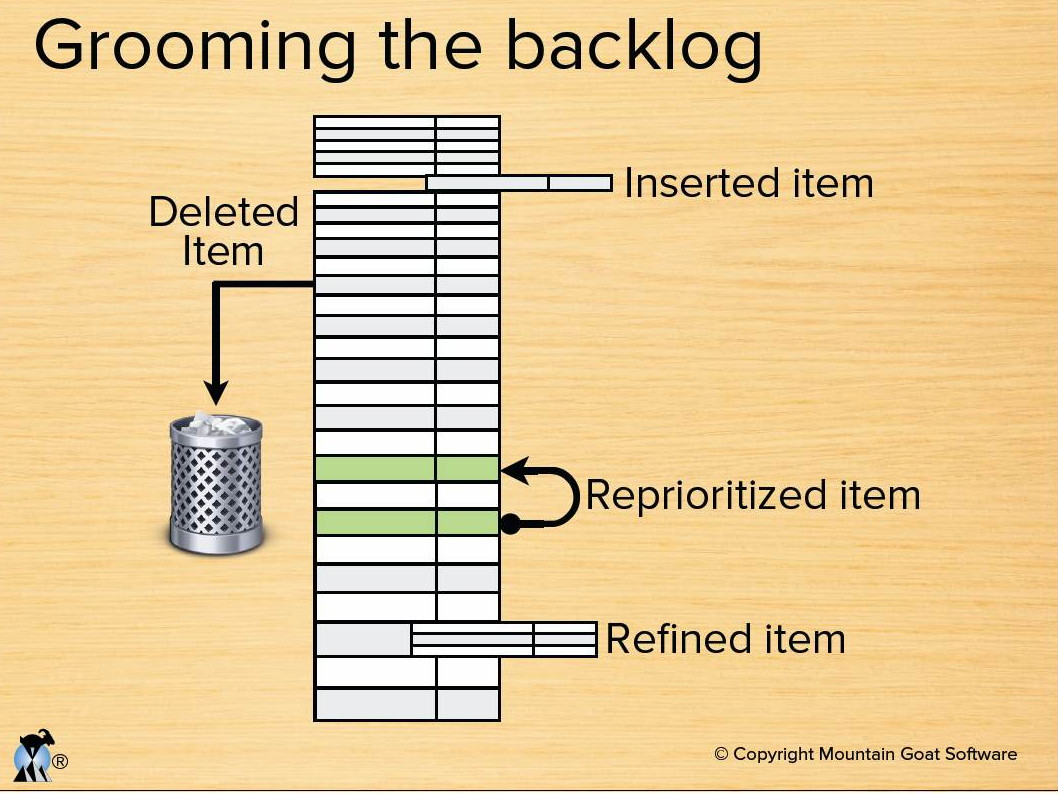 Grooming the backlog
Inserted item
Deleted
Item
Reprioritized item
Refined item
®
© Copyright Mountain Goat Software